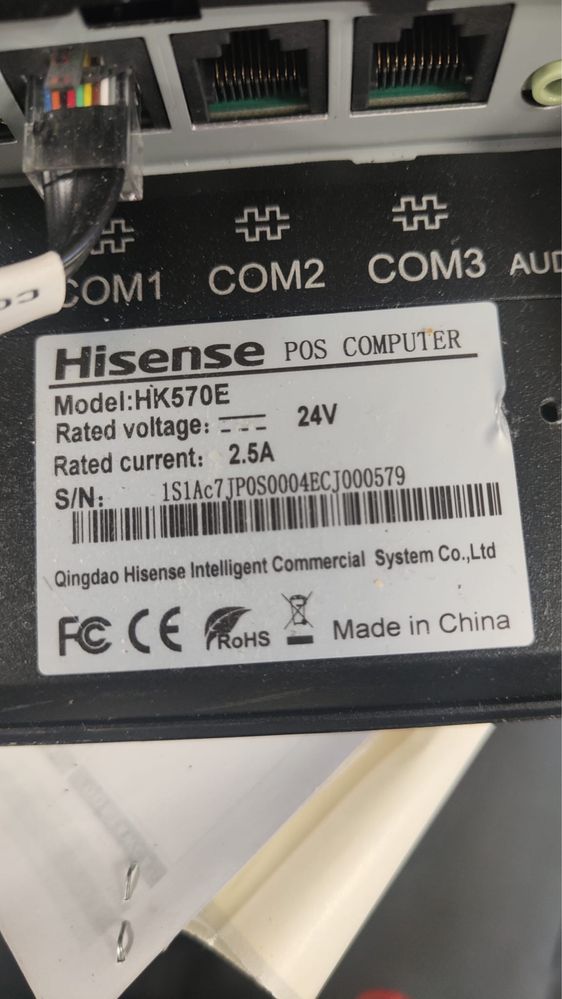 COM1 COM2 COM3 AUD
Hisense POS COMPUTER
Model:HK570E
Rated voltage: 24V
Rated current: 2.5A
S/N: 1S1Ac7JP0S0004ECJ000579
Qingdao Hisense Intelligent Commercial System Co.,Ltd
FC CE RoHS Made in China